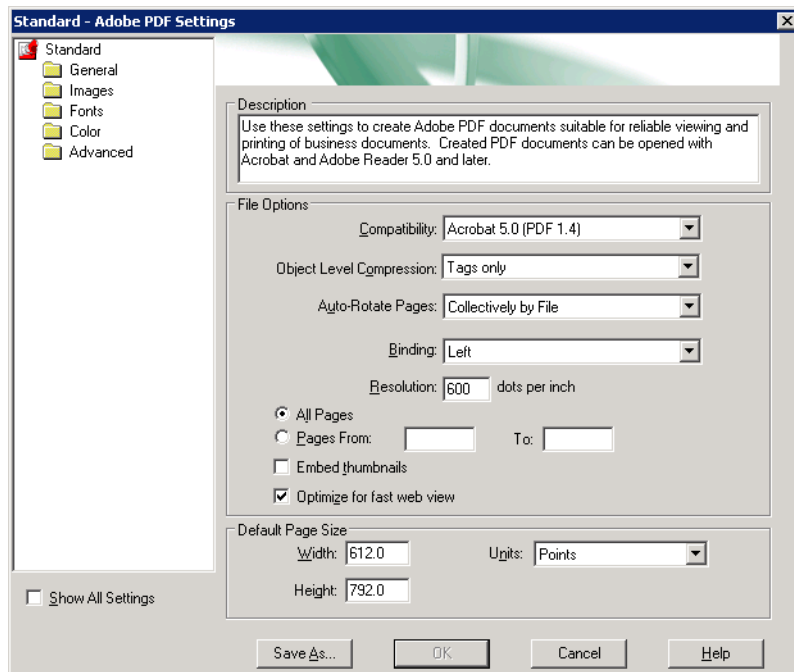 Standard - Adobe PDF Settings
Standard
General
Images
Fonts
Color
Advanced
Show All Settings
Description
Use these settings to create Adobe PDF documents suitable for reliable viewing and
printing of business documents. Created PDF documents can be opened with
Acrobat and Adobe Reader 5.0 and later.
File Options
Compatibility: Acrobat 5.0 (PDF 1.4)
Object Level Compression: Tags only
Auto-Rotate Pages: Collectively by File
Binding: Left
Resolution: 600 dots per inch
All Pages
Pages From: To:
Embed thumbnails
Optimize for fast web view
Default Page Size
Width: 612.0 Units: Points
Height: 792.0
Save As... OK Cancel Help